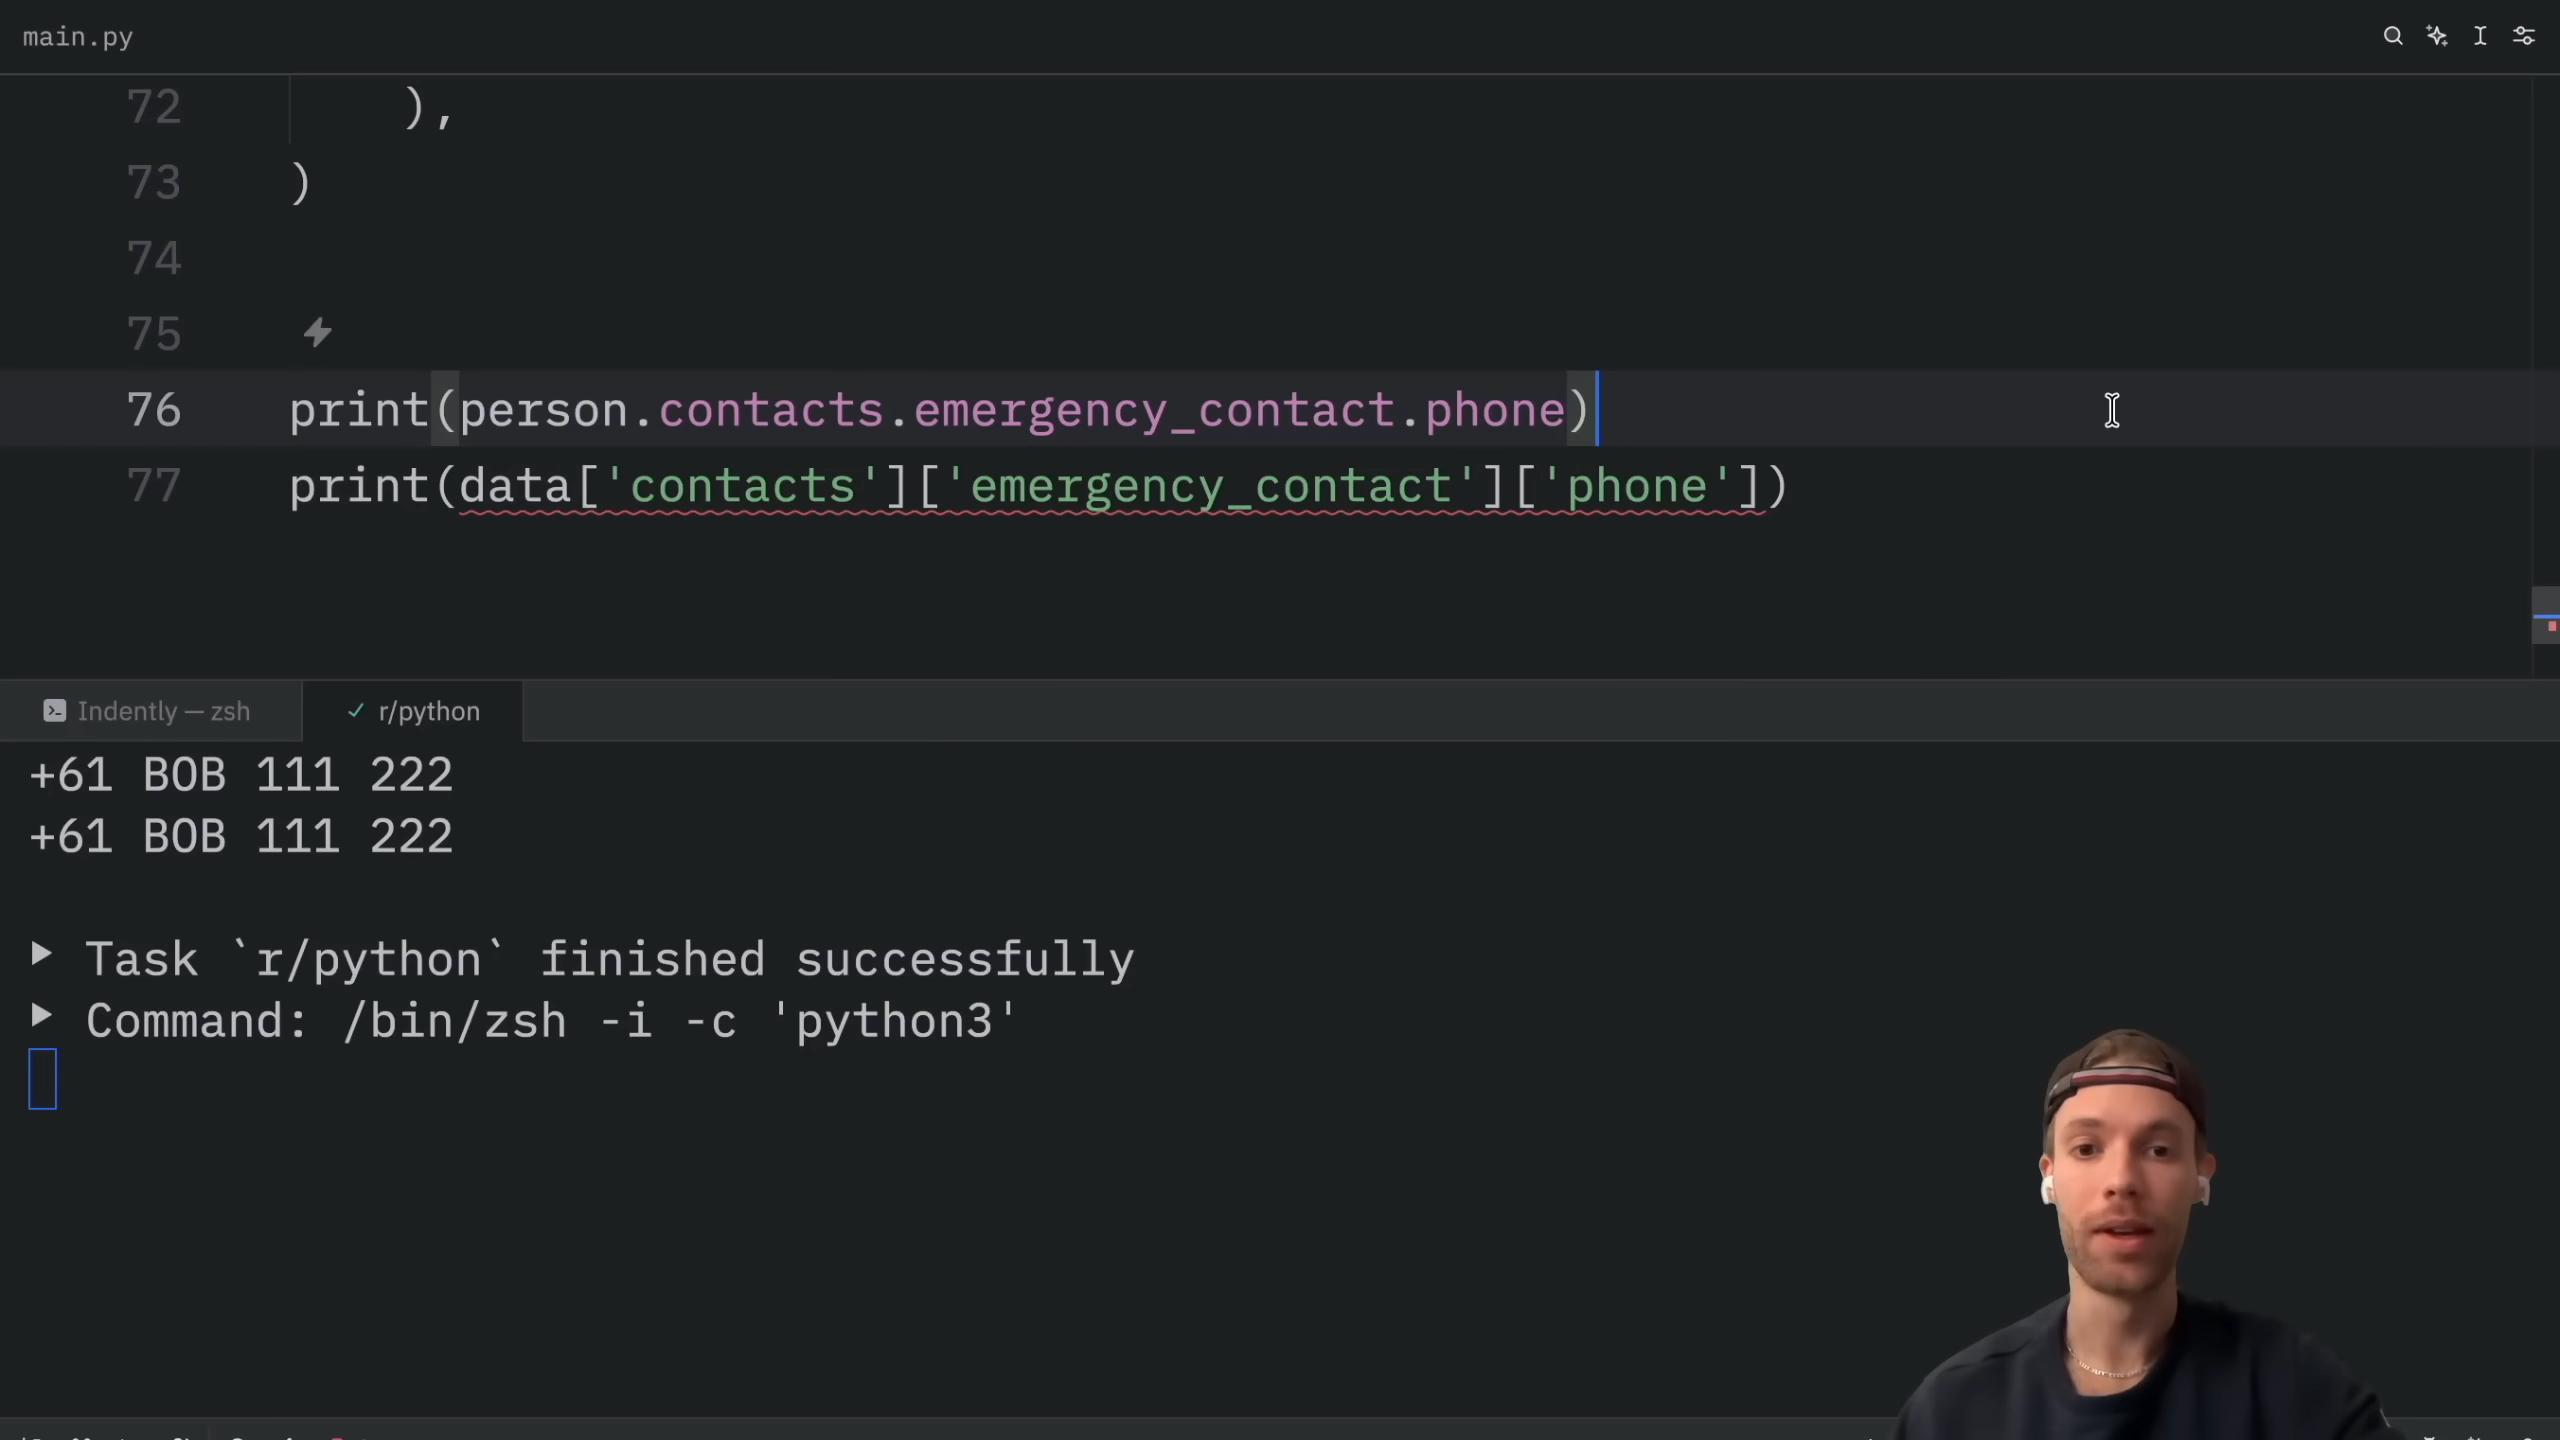 main.py
72 ),
73 )
74
75
76 print(person.contacts.emergency_contact.phone)
77 print(data['contacts']['emergency_contact']['phone'])
Indently — zsh r/python
+61 BOB 111 222
+61 BOB 111 222
Task `r/python` finished successfully
Command: /bin/zsh -i -c 'python3'